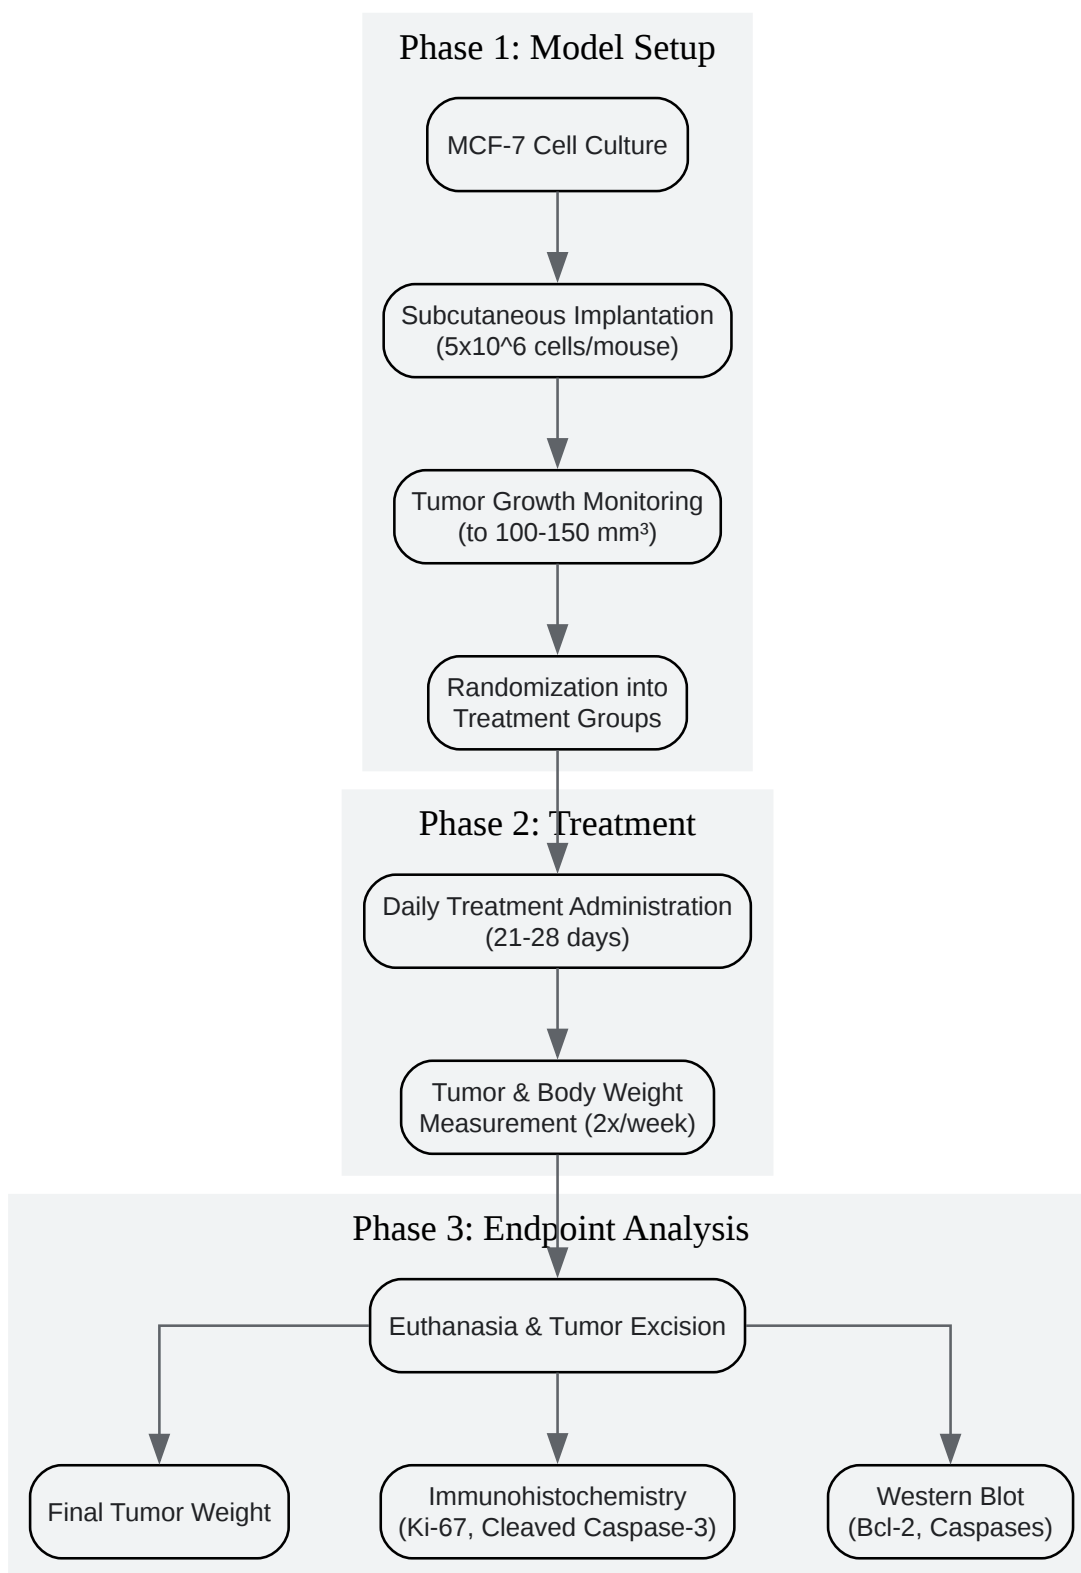 Phase 1: Model Setup
MCF-7 Cell Culture
Subcutaneous Implantation
(5x10^6 cells/mouse)
Tumor Growth Monitoring
(to 100-150 mm³)
Randomization into
Treatment Groups
Phase 2: Treatment
Daily Treatment Administration
(21-28 days)
Tumor & Body Weight
Measurement (2x/week)
Phase 3: Endpoint Analysis
Euthanasia & Tumor Excision
Final Tumor Weight
Immunohistochemistry
(Ki-67, Cleaved Caspase-3)
Western Blot
(Bcl-2, Caspases)